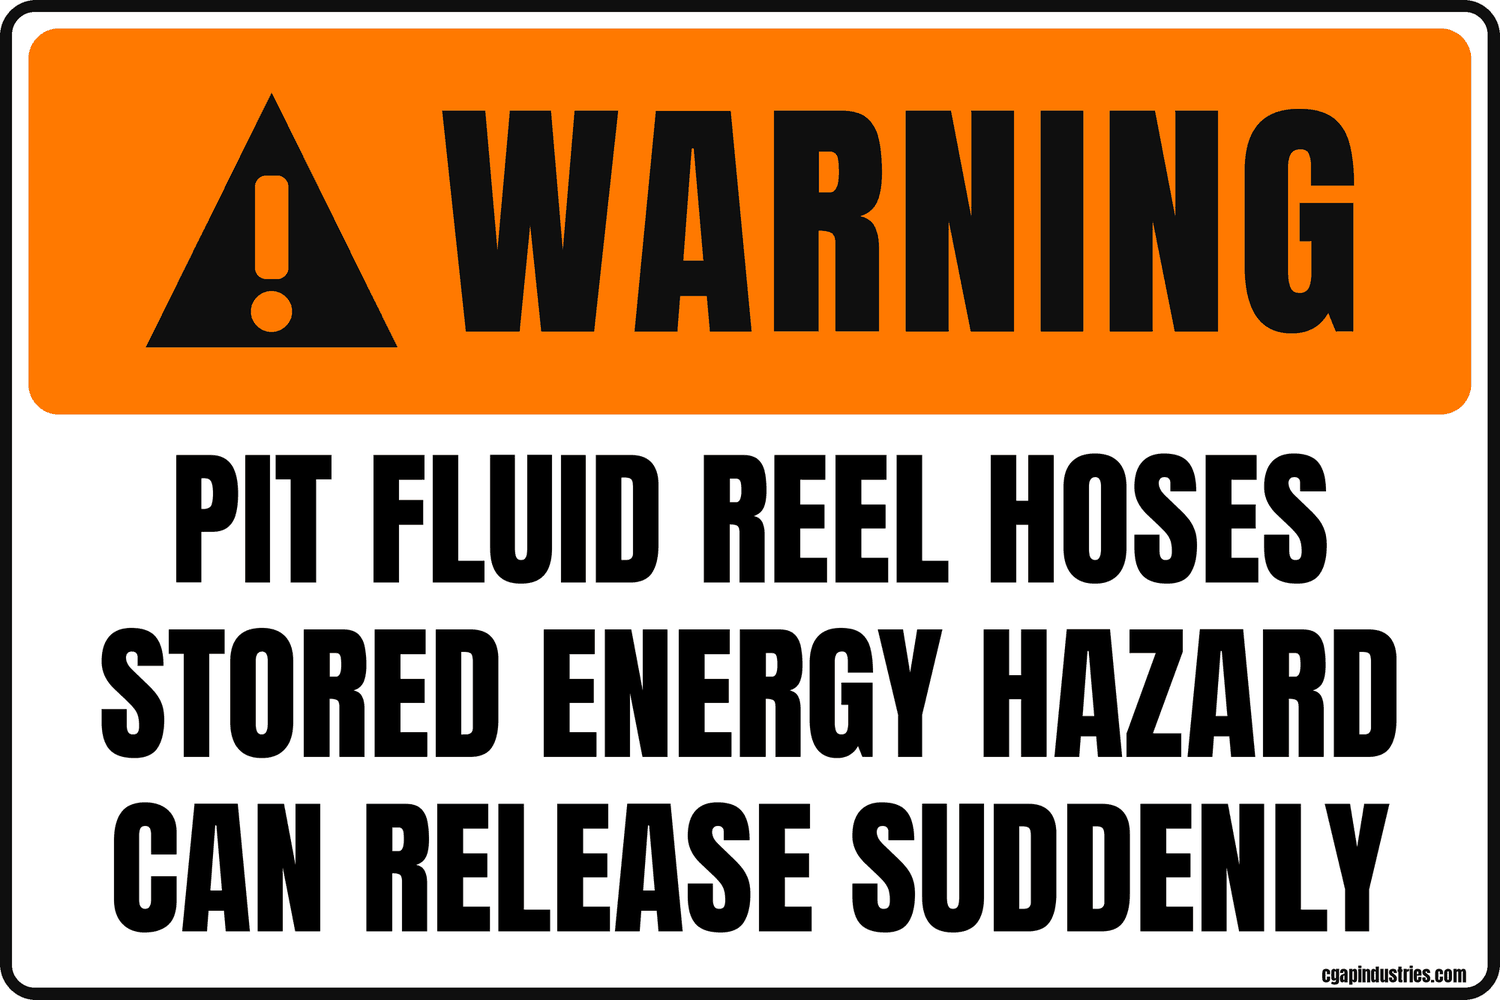 WARNING
PIT FLUID REEL HOSES
STORED ENERGY HAZARD
CAN RELEASE SUDDENLY
cgapindustries.com